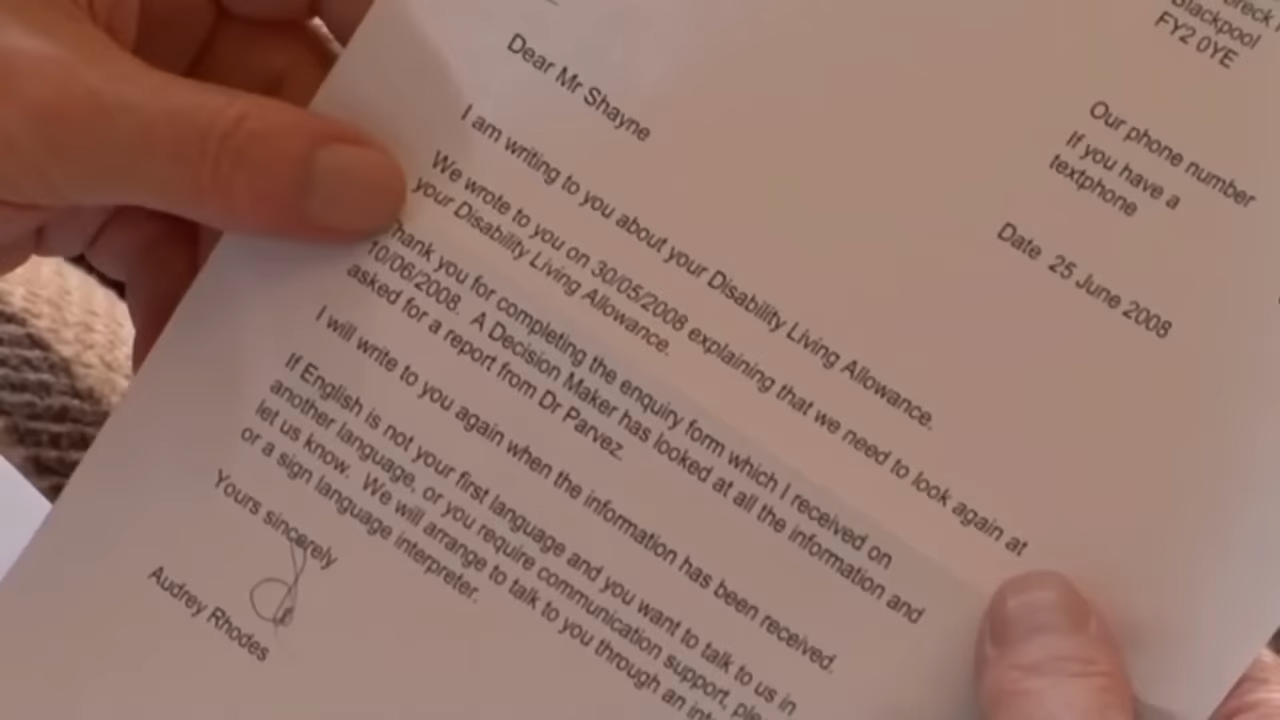 Blackpool
FY2 0YE
Our phone number
If you have a
textphone
Date 25 June 2008
Dear Mr Shayne
I am writing to you about your Disability Living Allowance.
We wrote to you on 30/05/2008 explaining that we need to look again at
your Disability Living Allowance.
Thank you for completing the enquiry form which I received on
10/06/2008. A Decision Maker has looked at all the information and
asked for a report from Dr Parvez.
I will write to you again when the information has been received.
If English is not your first language and you want to talk to us in
another language, or you require communication support,
let us know. We will arrange to talk to you through an
or a sign language interpreter.
Yours sincerely
Audrey Rhodes